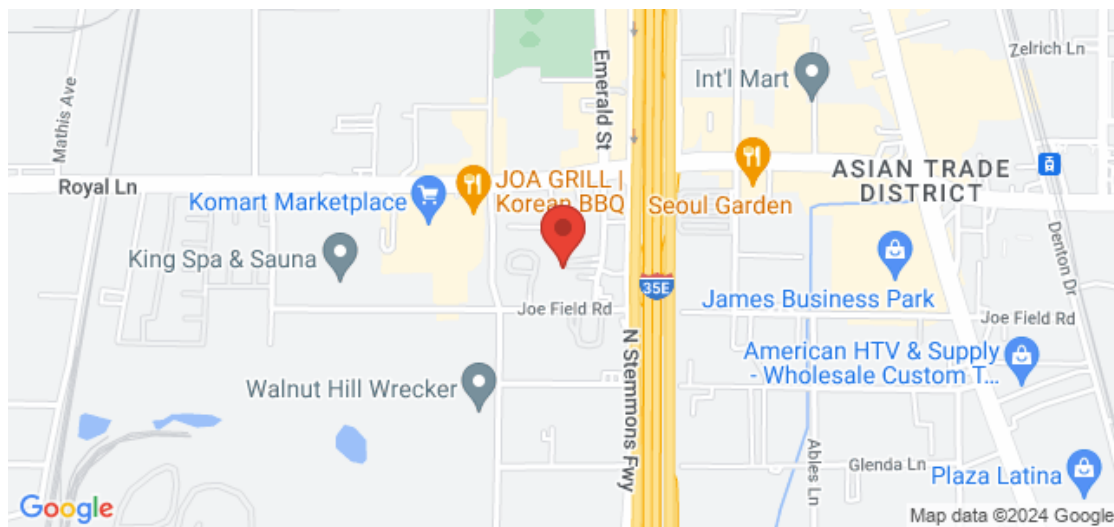 Zelrich Ln
Emerald St
Int'l Mart
Mathis Ave
Royal Ln
Komart Marketplace
JOA GRILL |
Korean BBQ
Seoul Garden
ASIAN TRADE
DISTRICT
Denton Dr
King Spa & Sauna
35E
James Business Park
Joe Field Rd
Joe Field Rd
N Stemmons Fwy
American HTV & Supply
- Wholesale Custom T...
Walnut Hill Wrecker
Ables Ln
Glenda Ln
Plaza Latina
Google
Map data ©2024 Google